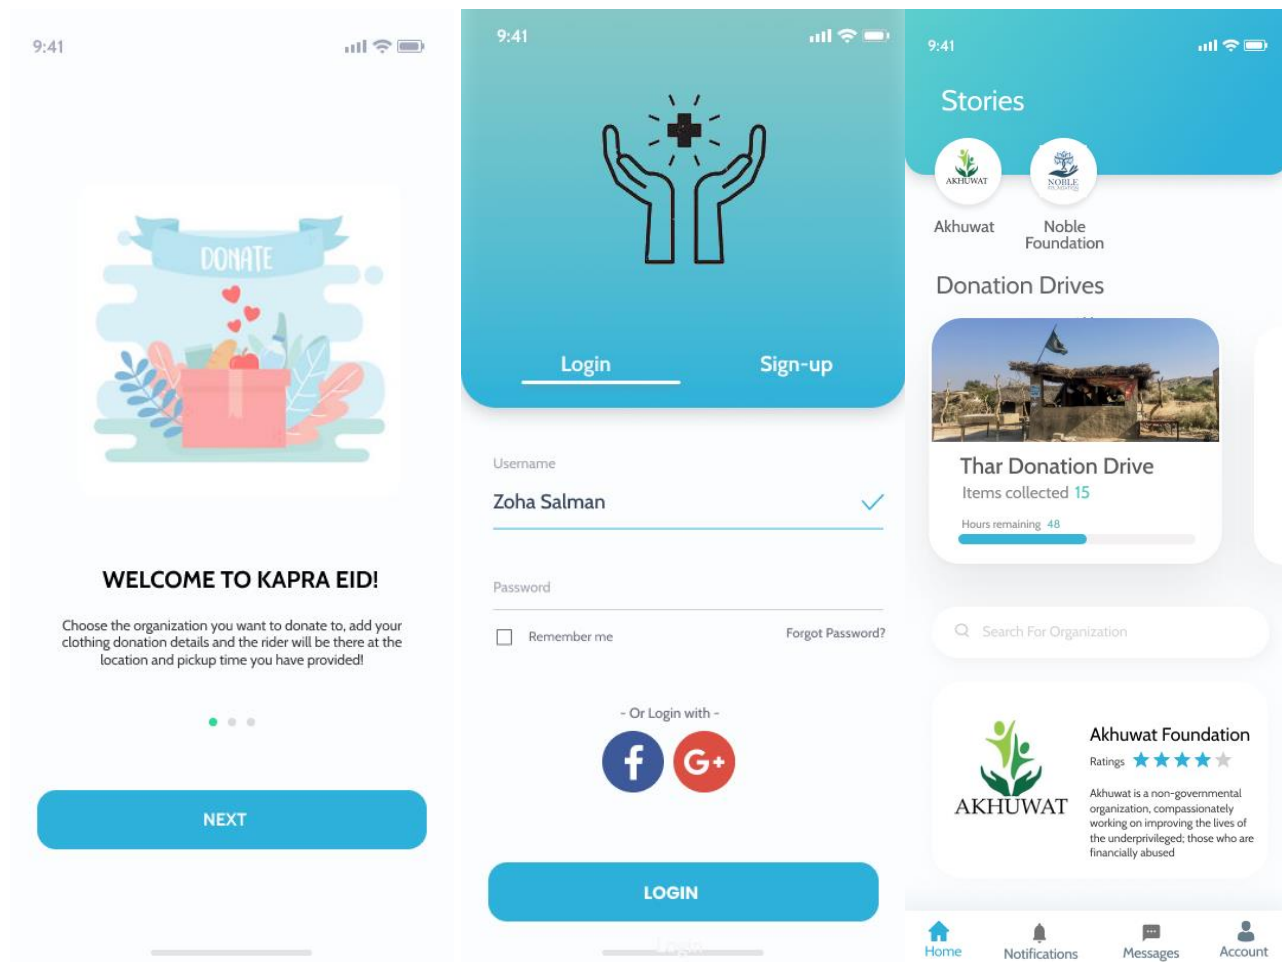 9:41
DONATE
WELCOME TO KAPRA EID!
Choose the organization you want to donate to, add your
clothing donation details and the rider will be there at the
location and pickup time you have provided!
NEXT
9:41
Login
Sign-up
Username
Zoha Salman
Password
Remember me
Forgot Password?
- Or Login with -
f
G+
LOGIN
Login
9:41
Stories
AKHUWAT
NOBLE
FOUNDATION
Akhuwat
Noble
Foundation
Donation Drives
Thar Donation Drive
Items collected 15
Hours remaining 48
Search For Organization
AKHUWAT
Akhuwat Foundation
Ratings
Akhuwat is a non-governmental
organization, compassionately
working on improving the lives of
the underprivileged; those who are
financially abused
Home
Notifications
Messages
Account